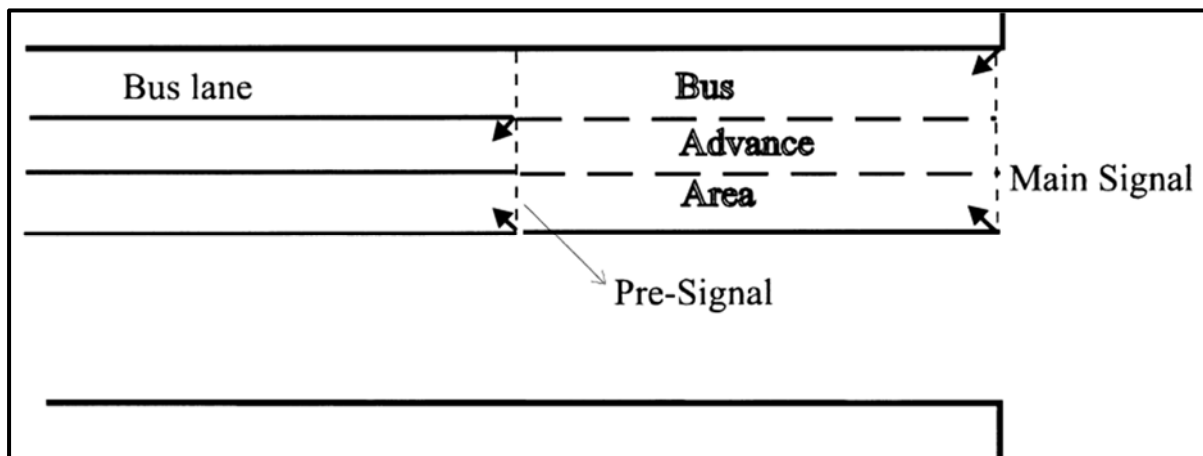 Bus lane
Bus
Advance
Area
Main Signal
Pre-Signal